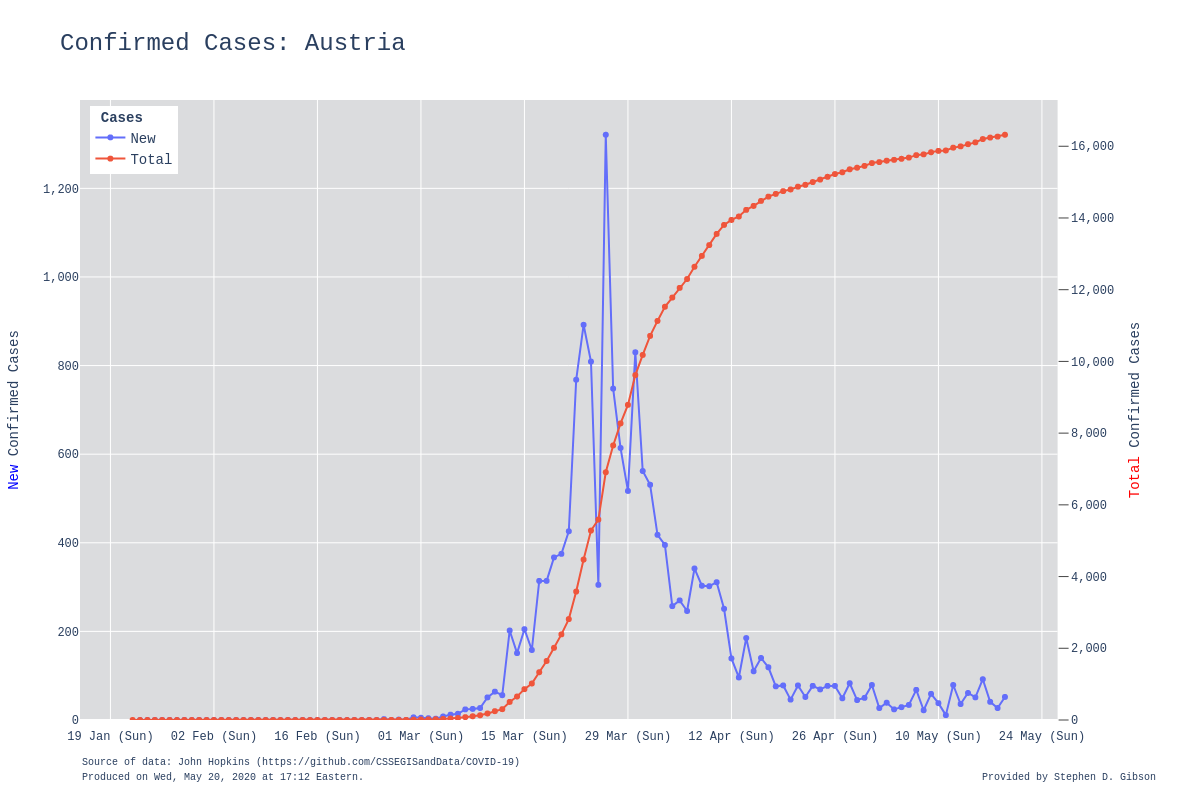 Confirmed Cases: Austria
Cases
New
Total
1,200
1,000
800
600
400
200
0
New Confirmed Cases
16,000
14,000
12,000
10,000
8,000
6,000
4,000
2,000
0
Total Confirmed Cases
19 Jan (Sun) 02 Feb (Sun) 16 Feb (Sun) 01 Mar (Sun) 15 Mar (Sun) 29 Mar (Sun) 12 Apr (Sun) 26 Apr (Sun) 10 May (Sun) 24 May (Sun)
Source of data: John Hopkins (https://github.com/CSSEGISandData/COVID-19)
Produced on Wed, May 20, 2020 at 17:12 Eastern.
Provided by Stephen D. Gibson